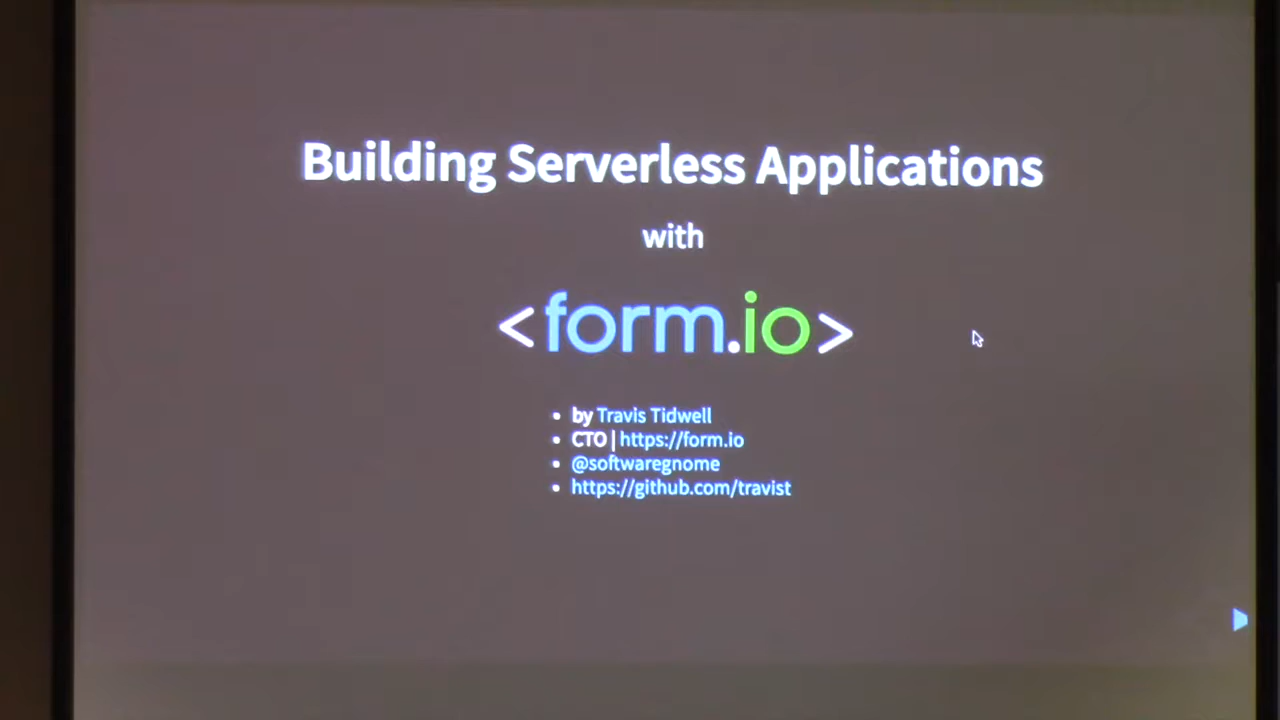 Building Serverless Applications
with
<form.io>
by Travis Tidwell
CTO | https://form.io
@softwaregnome
https://github.com/travist